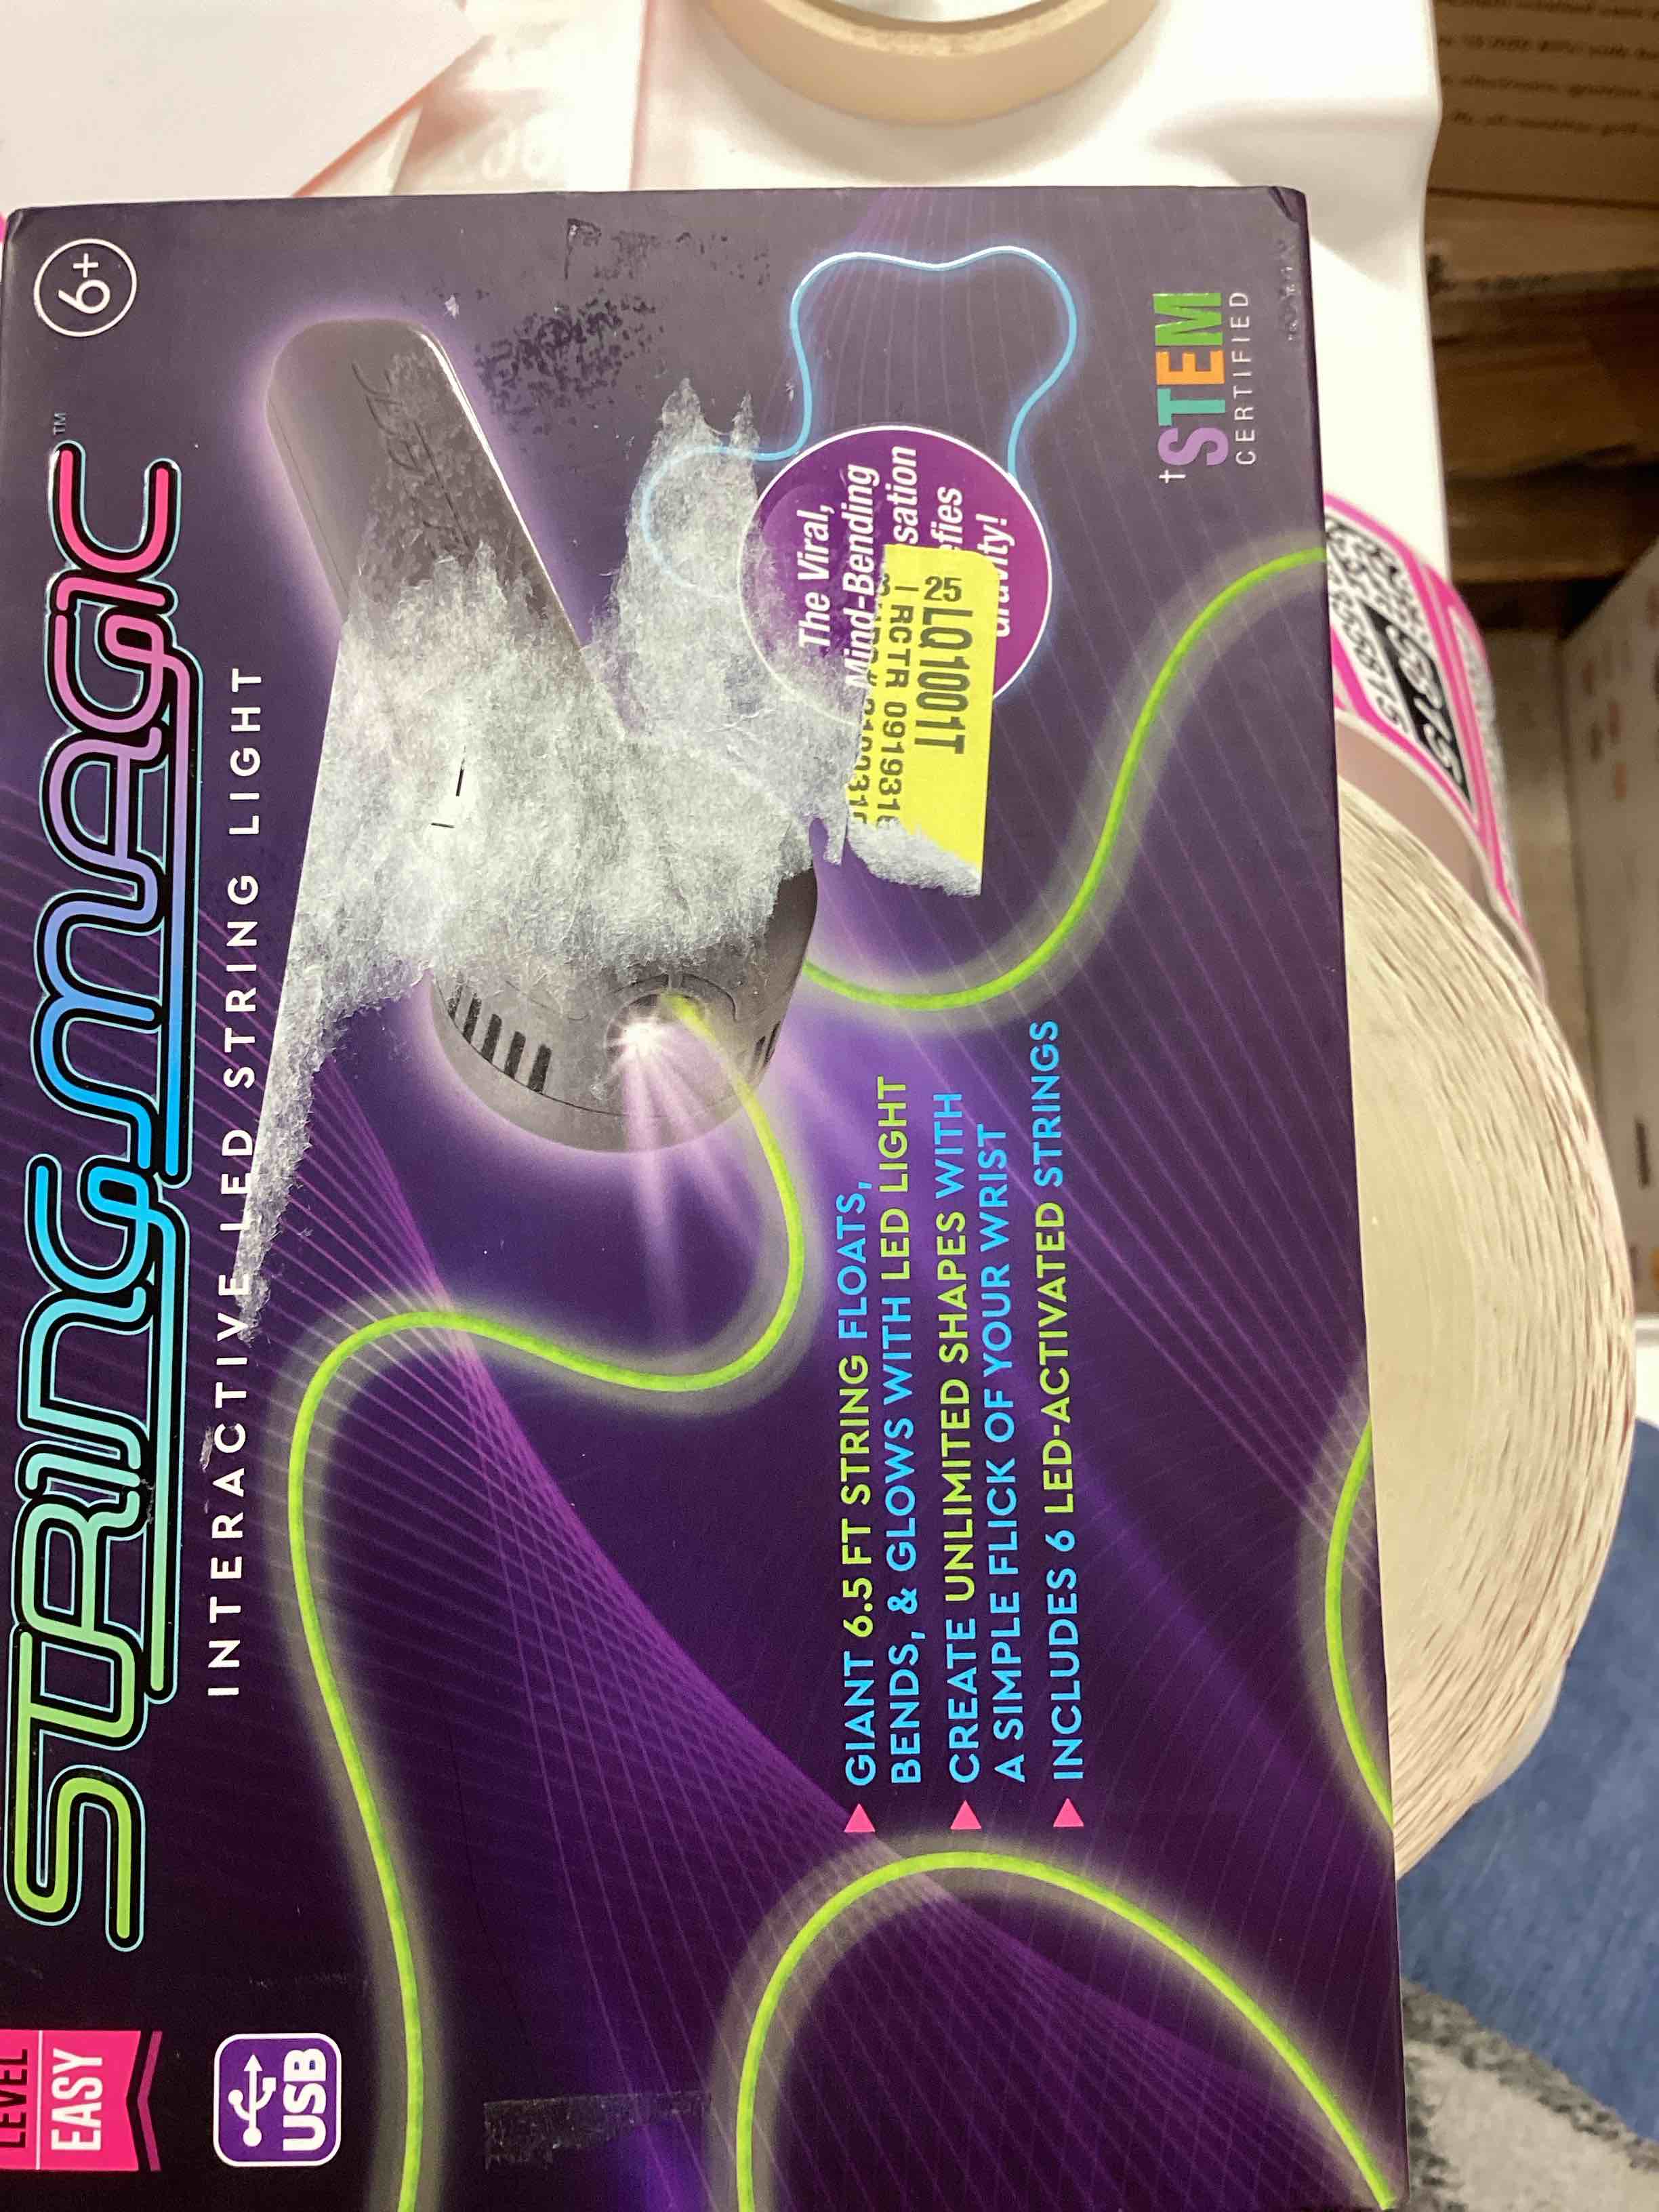 6+
STRINGMAGIC™
INTERACTIVE LED STRING LIGHT
LEVEL
EASY
USB
The Viral,
Mind-Bending
sation
efies
25
LQ1001T
RCTR
GIANT 6.5 FT STRING FLOATS,
BENDS, & GLOWS WITH LED LIGHT
CREATE UNLIMITED SHAPES WITH
A SIMPLE FLICK OF YOUR WRIST
INCLUDES 6 LED-ACTIVATED STRINGS
STEM
CERTIFIED